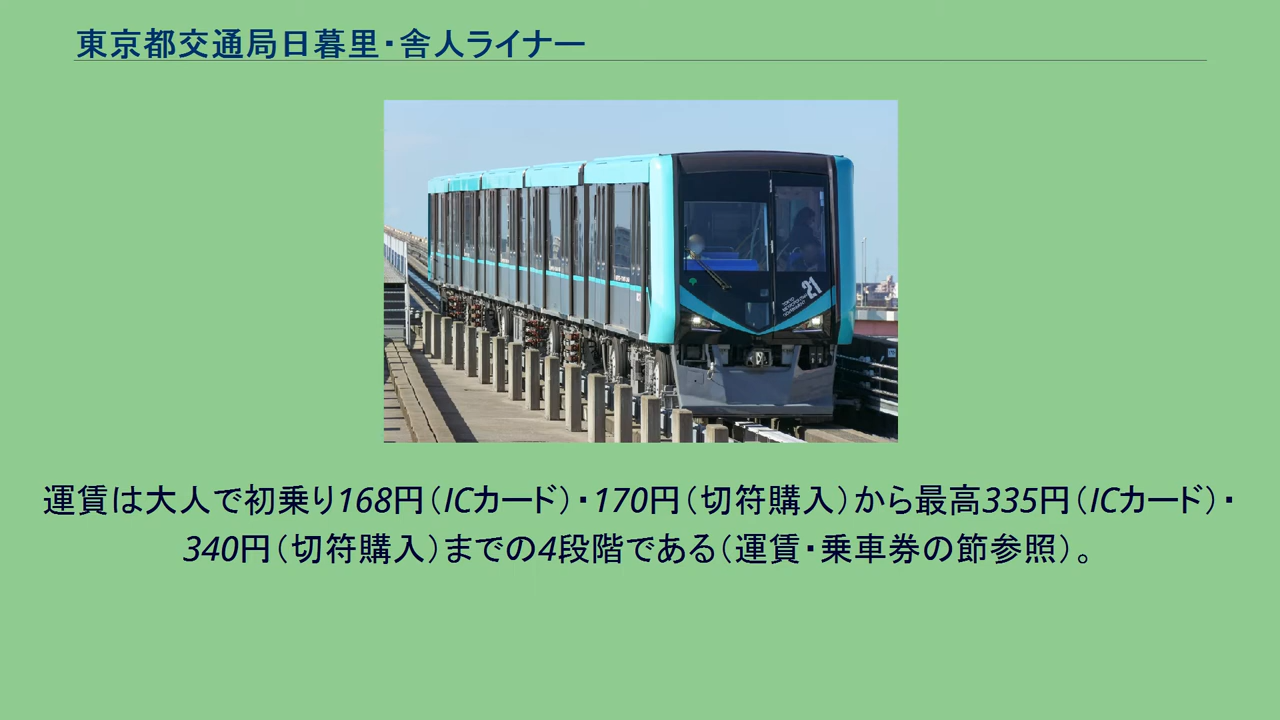 東京都交通局日暮里・舎人ライナー
21
運賃は大人で初乗り168円（ICカード）・170円（切符購入）から最高335円（ICカード）・
340円（切符購入）までの4段階である（運賃・乗車券の節参照）。